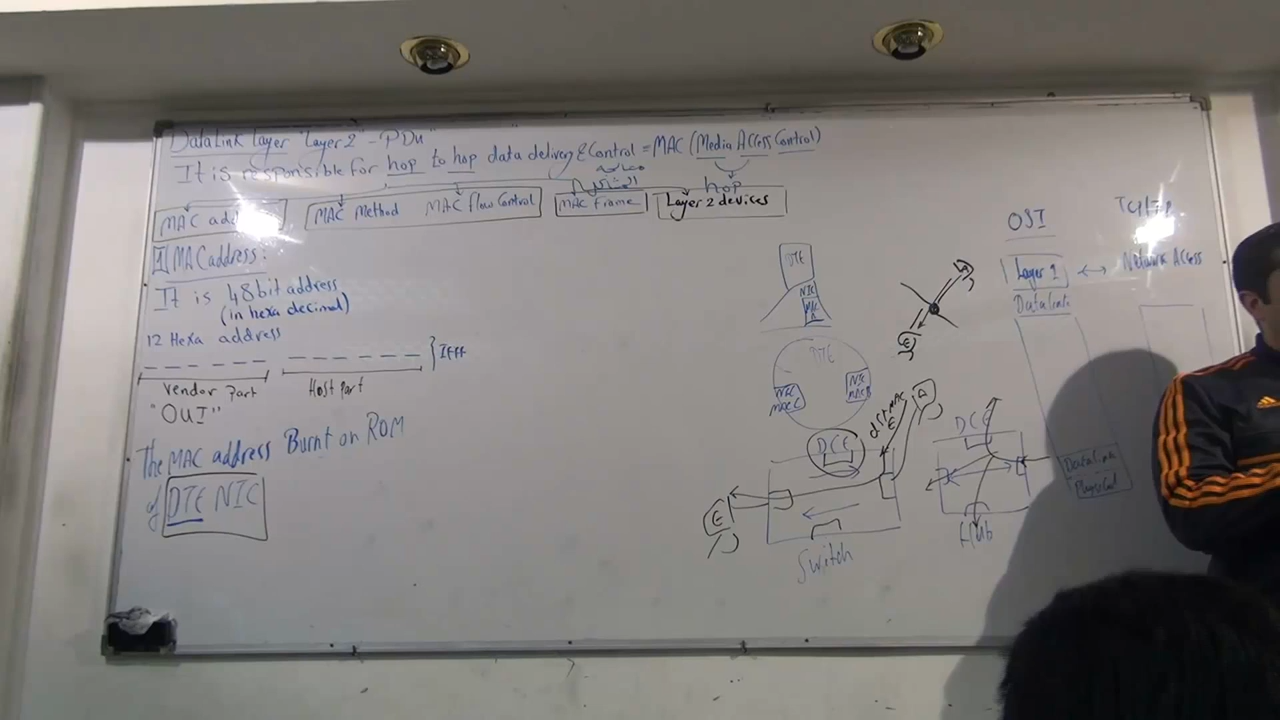 DataLink Layer "Layer 2" - PDu"
It is responsible for hop to hop data delivery & Control = MAC (Media Access Control)
hop
MAC add
MAC Method MAC Flow Control
MAC Frame
Layer 2 devices
1 MAC address:
It is 48 bit address
(in hexa decimal)
12 Hexa address
Vendor Part
Host Part
"OUI"
The MAC address Burnt on ROM
of DTE NIC
DTE
NIC
MAC
A
DTE
NIC
MAC C
NIC
MAC B
DCE
dst MAC
E
A
E
Switch
A
E
DCE
Hub
OSI
Tcp/Ip
Layer 1
Network Access
Datalink
Datalink
Physical